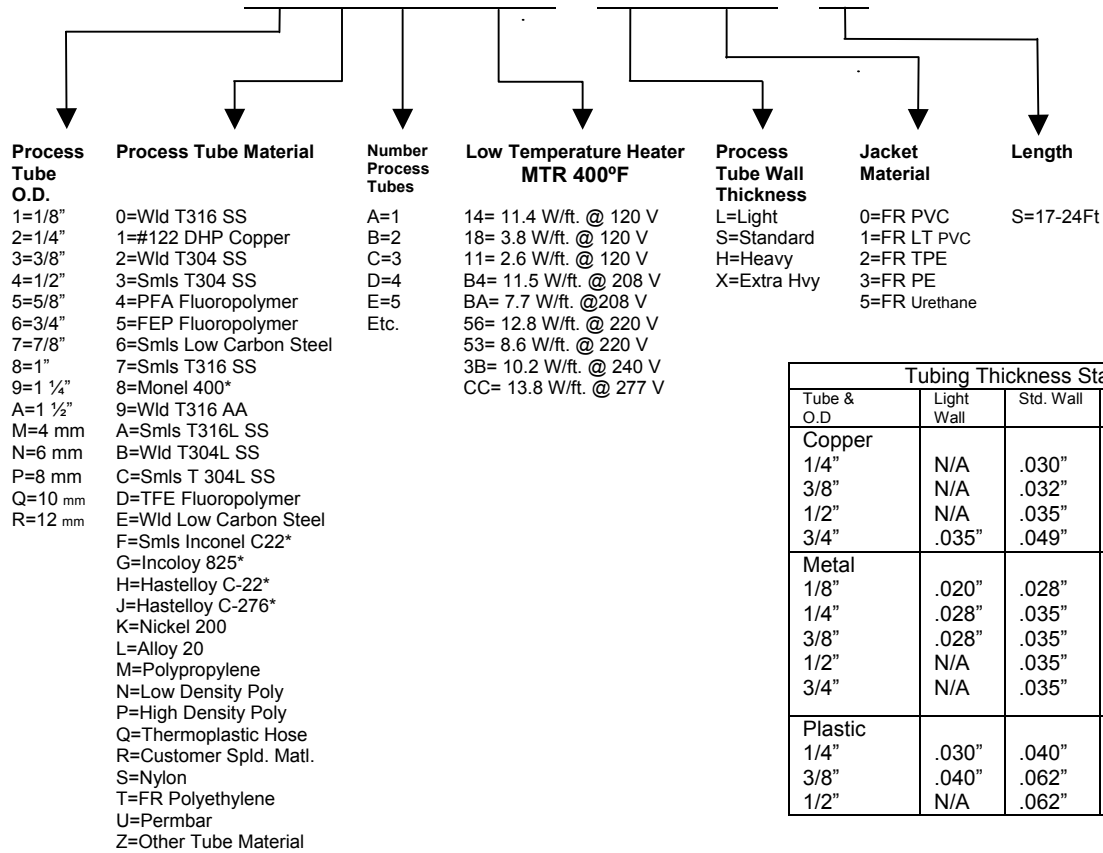 Process Tube O.D.
1=1/8"
2=1/4"
3=3/8"
4=1/2"
5=5/8"
6=3/4"
7=7/8"
8=1"
9=1 ¼"
A=1 ½"
M=4 mm
N=6 mm
P=8 mm
Q=10 mm
R=12 mm
Process Tube Material
0=Wld T316 SS
1=#122 DHP Copper
2=Wld T304 SS
3=Smls T304 SS
4=PFA Fluoropolymer
5=FEP Fluoropolymer
6=Smls Low Carbon Steel
7=Smls T316 SS
8=Monel 400*
9=Wld T316 AA
A=Smls T316L SS
B=Wld T304L SS
C=Smls T 304L SS
D=TFE Fluoropolymer
E=Wld Low Carbon Steel
F=Smls Inconel C22*
G=Incoloy 825*
H=Hastelloy C-22*
J=Hastelloy C-276*
K=Nickel 200
L=Alloy 20
M=Polypropylene
N=Low Density Poly
P=High Density Poly
Q=Thermoplastic Hose
R=Customer Spld. Matl.
S=Nylon
T=FR Polyethylene
U=Permbar
Z=Other Tube Material
Number
Process
Tubes
A=1
B=2
C=3
D=4
E=5
Etc.
Low Temperature Heater
MTR 400ºF
14= 11.4 W/ft. @ 120 V
18= 3.8 W/ft. @ 120 V
11= 2.6 W/ft. @ 120 V
B4= 11.5 W/ft. @ 208 V
BA= 7.7 W/ft. @208 V
56= 12.8 W/ft. @ 220 V
53= 8.6 W/ft. @ 220 V
3B= 10.2 W/ft. @ 240 V
CC= 13.8 W/ft. @ 277 V
Process
Tube Wall
Thickness
L=Light
S=Standard
H=Heavy
X=Extra Hvy
Jacket
Material
0=FR PVC
1=FR LT PVC
2=FR TPE
3=FR PE
5=FR Urethane
Length
S=17-24Ft
Tubing Thickness Sta
Tube & O.D Light Wall Std. Wall
Copper
1/4" N/A .030"
3/8" N/A .032"
1/2" N/A .035"
3/4" .035" .049"
Metal
1/8" .020" .028"
1/4" .028" .035"
3/8" .028" .035"
1/2" N/A .035"
3/4" N/A .035"
Plastic
1/4" .030" .040"
3/8" .040" .062"
1/2" N/A .062"